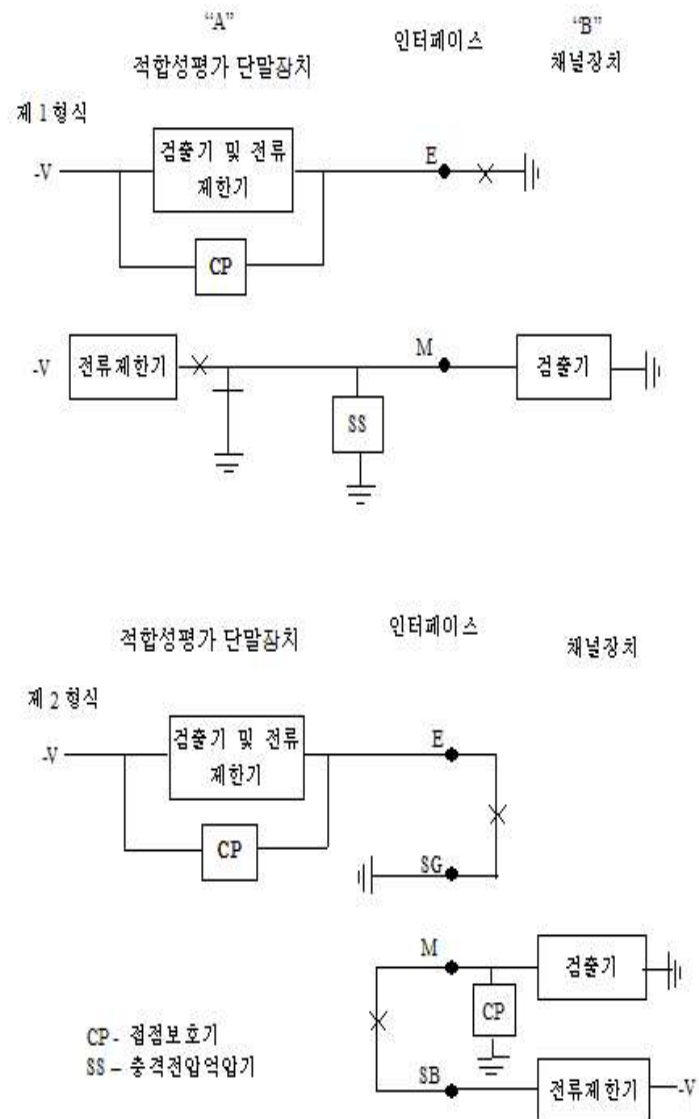 “A”
인터페이스
“B”
적합성평가 단말장치
채널장치
제 1 형식
-V
검출기 및 전류
제한기
E
CP
-V
전류제한기
M
검출기
SS
적합성평가 단말장치
인터페이스
채널장치
제 2 형식
-V
검출기 및 전류
제한기
E
CP
SG
M
검출기
CP
CP - 접점보호기
SS – 충격전압억압기
SB
전류제한기
-V